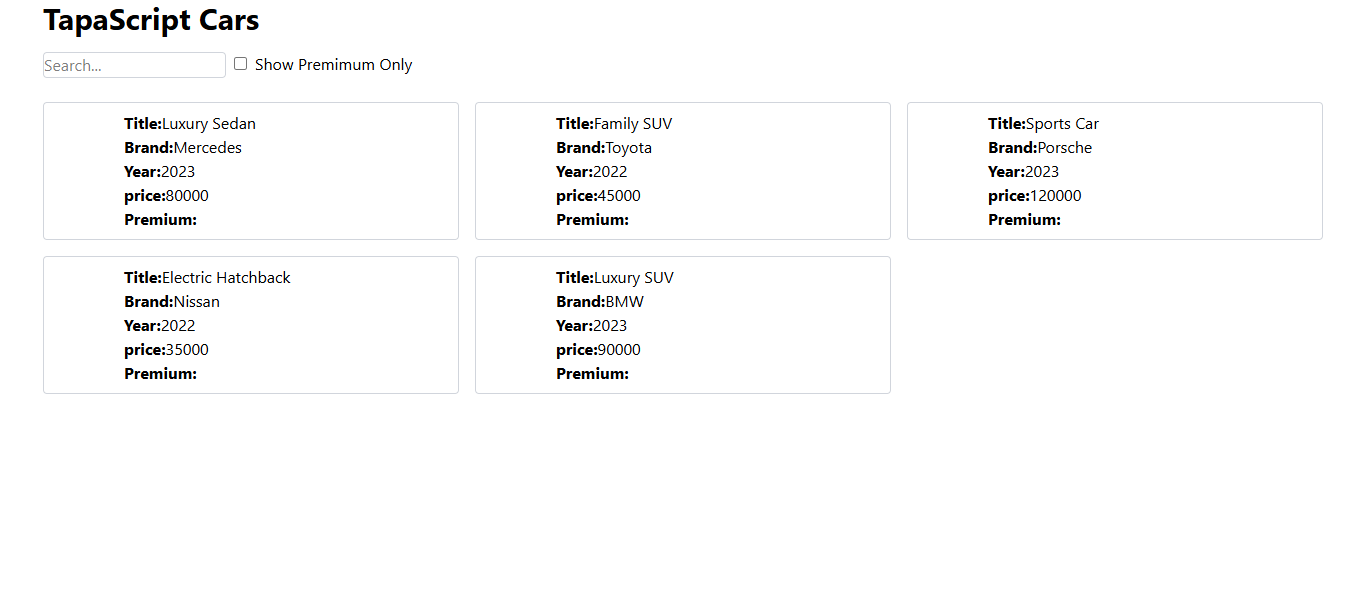 TapaScript Cars
Search...
Show Premimum Only
Title:Luxury Sedan
Brand:Mercedes
Year:2023
price:80000
Premium:
Title:Family SUV
Brand:Toyota
Year:2022
price:45000
Premium:
Title:Sports Car
Brand:Porsche
Year:2023
price:120000
Premium:
Title:Electric Hatchback
Brand:Nissan
Year:2022
price:35000
Premium:
Title:Luxury SUV
Brand:BMW
Year:2023
price:90000
Premium: